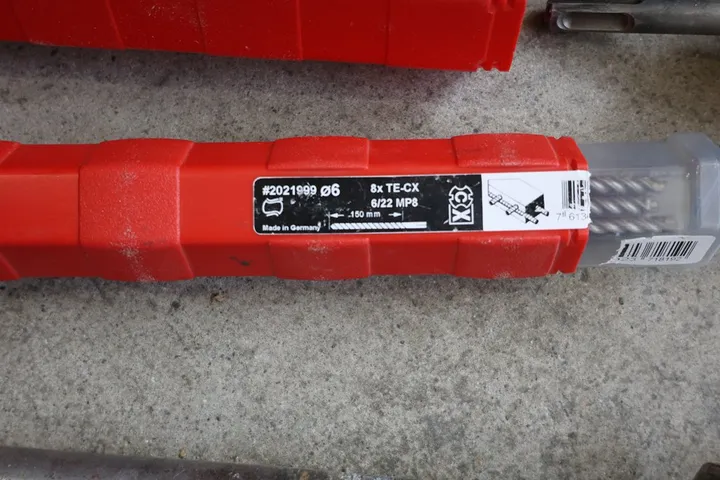 #2021999 ø6
8x TE-CX
6/22 MP8
150 mm
Made in Germany
CX